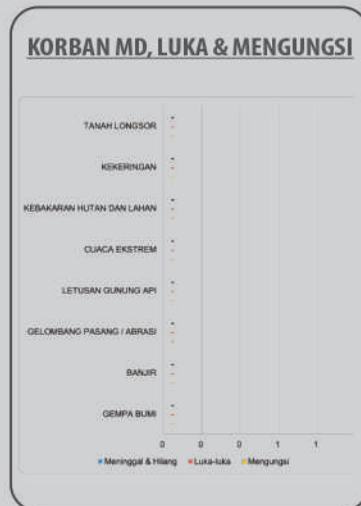 KORBAN MD, LUKA & MENGUNGSI
TANAH LONGSOR
-
-
-
KEKERINGAN
-
-
-
KEBAKARAN HUTAN DAN LAHAN
-
-
-
CUACA EKSTREM
-
-
-
LETUSAN GUNUNG API
-
-
-
GELOMBANG PASANG / ABRASI
-
-
-
BANJIR
-
-
-
GEMPA BUMI
-
-
-
0 0 0 1 1
Meninggal & Hilang Luka-luka Mengungsi